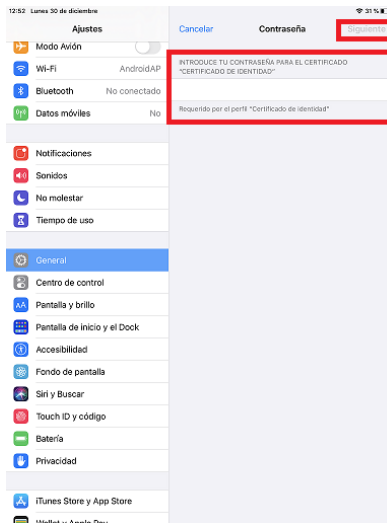 12:52 Lunes 30 de diciembre
31 %
Ajustes
Cancelar Contraseña Siguiente
Modo Avión
Wi-Fi AndroidAP
Bluetooth No conectado
Datos móviles No
INTRODUCE TU CONTRASEÑA PARA EL CERTIFICADO
"CERTIFICADO DE IDENTIDAD"
Requerido por el perfil "Certificado de identidad"
Notificaciones
Sonidos
No molestar
Tiempo de uso
General
Centro de control
Pantalla y brillo
Pantalla de inicio y el Dock
Accesibilidad
Fondo de pantalla
Siri y Buscar
Touch ID y código
Batería
Privacidad
iTunes Store y App Store
Wallet y Apple Pay